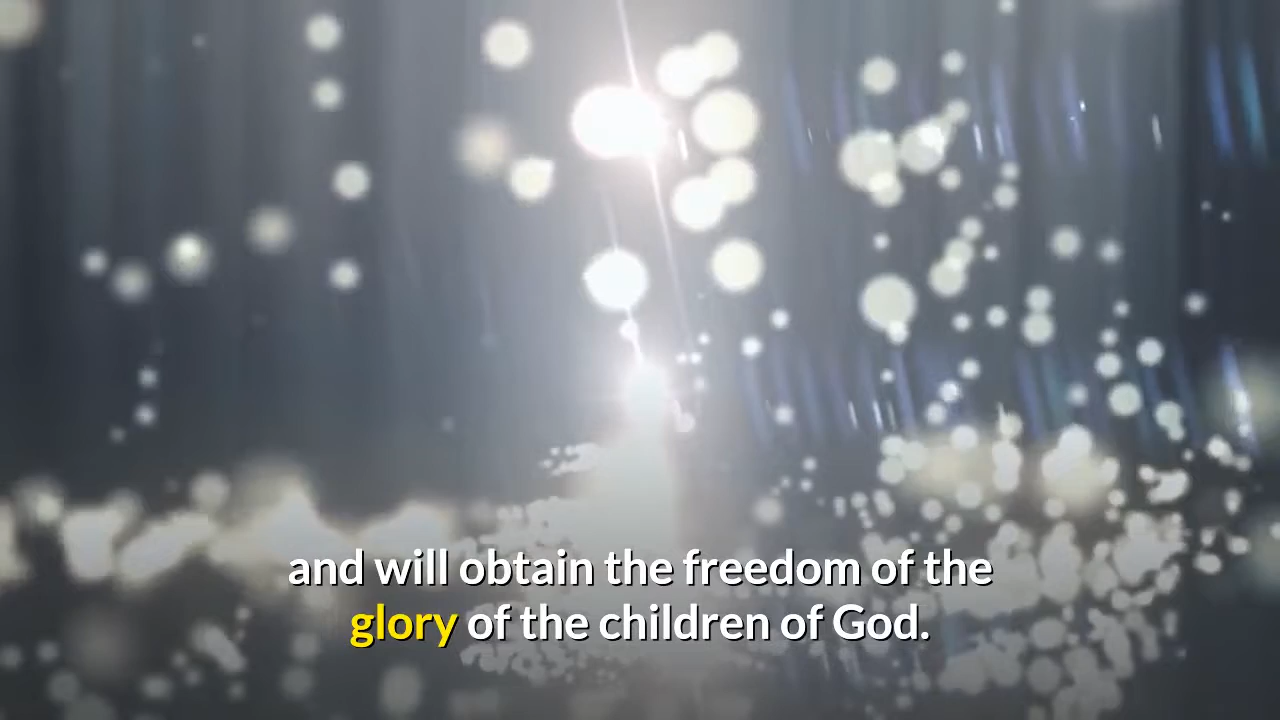 and will obtain the freedom of the
glory of the children of God.